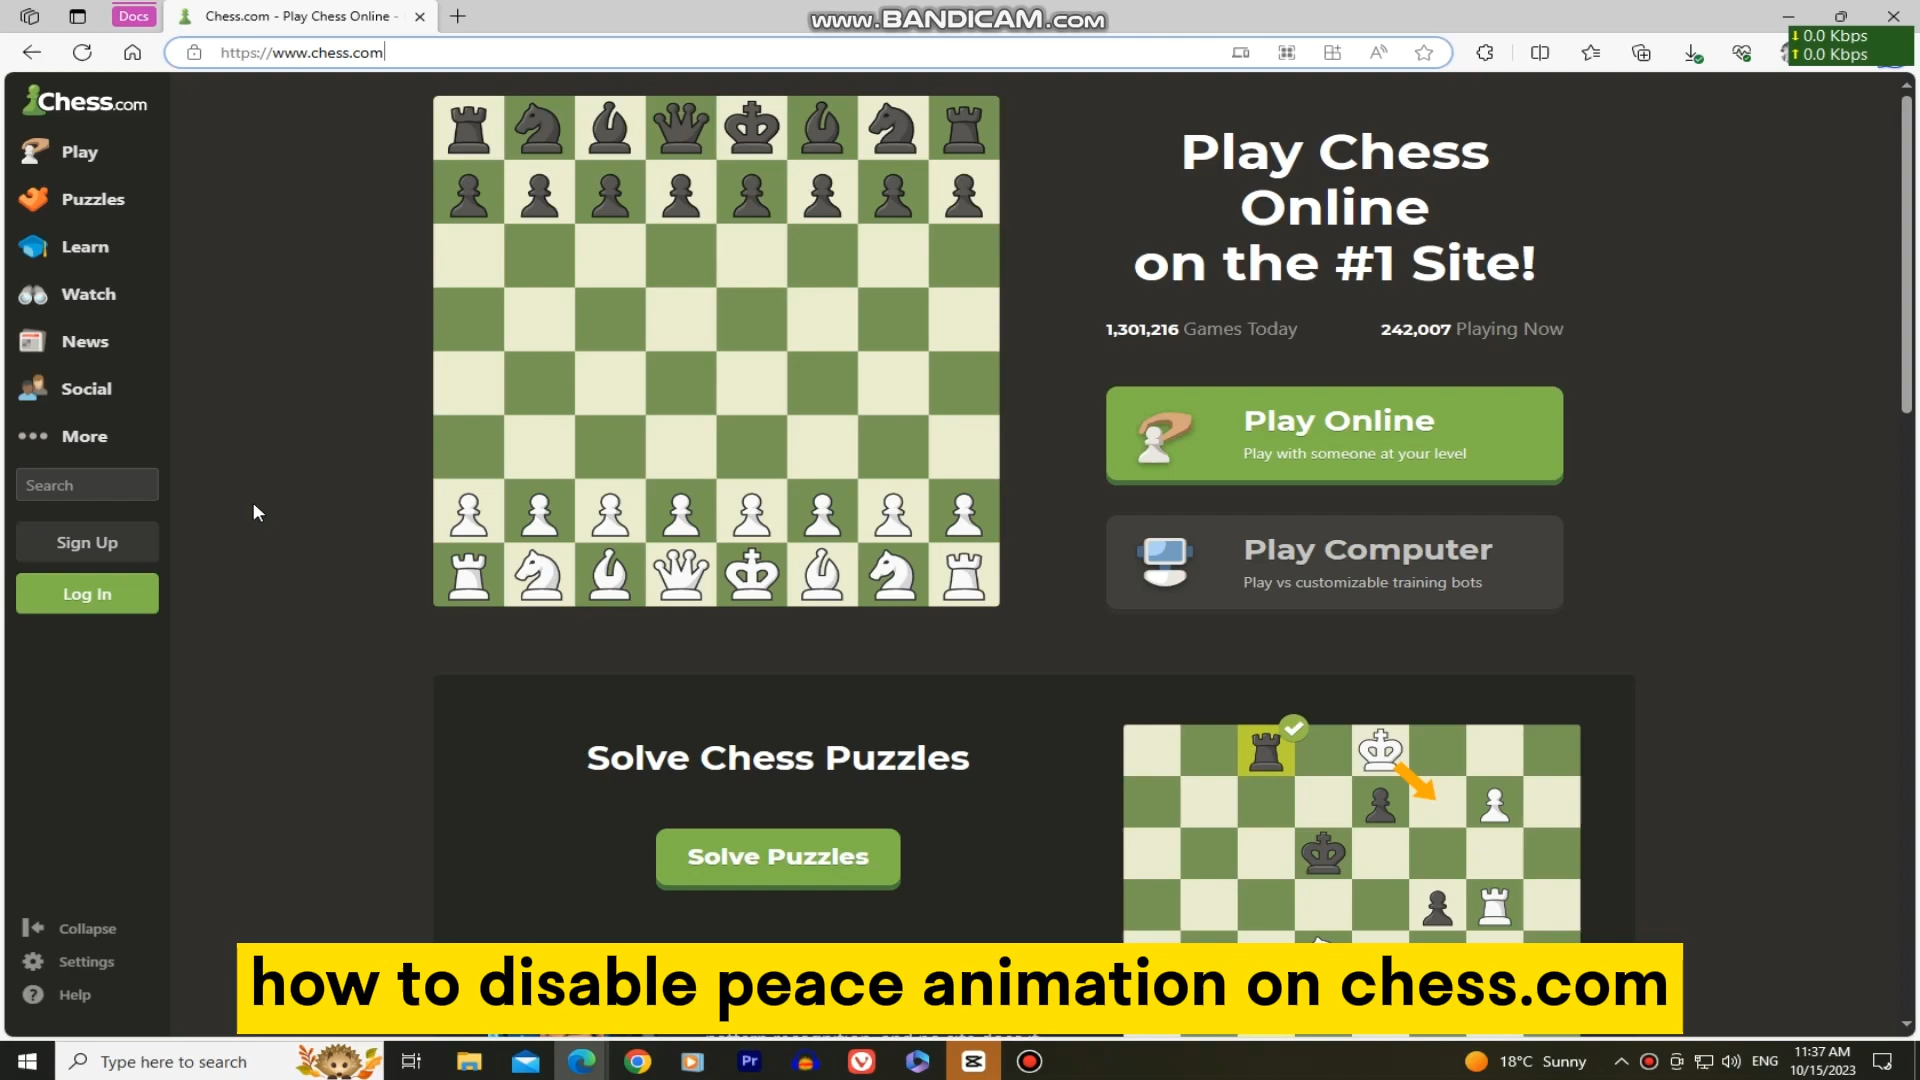 Docs
Chess.com - Play Chess Online -
www.BANDICAM.com
https://www.chess.com
0.0 Kbps
0.0 Kbps
Chess.com
Play
Puzzles
Learn
Watch
News
Social
More
Search
Sign Up
Log In
Collapse
Settings
Help
Play Chess
Online
on the #1 Site!
1,301,216 Games Today
242,007 Playing Now
Play Online
Play with someone at your level
Play Computer
Play vs customizable training bots
Solve Chess Puzzles
Solve Puzzles
how to disable peace animation on chess.com
Type here to search
Pr
18°C Sunny
ENG
11:37 AM
10/15/2023